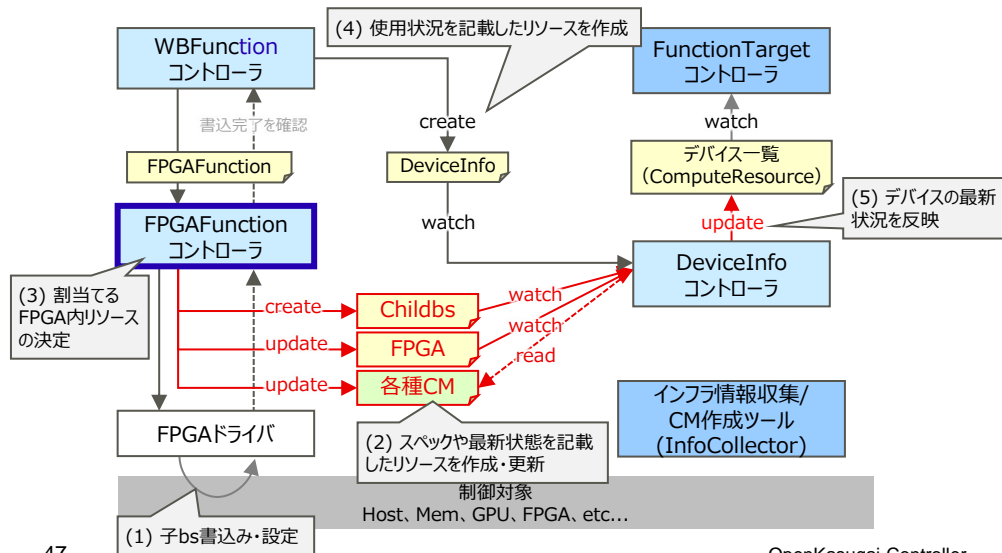 (4) 使用状況を記載したリソースを作成
WBFunction
コントローラ
FunctionTarget
コントローラ
書込完了を確認
create
watch
FPGAFunction
DeviceInfo
デバイス一覧
(ComputeResource)
(5) デバイスの最新
状況を反映
FPGAFunction
コントローラ
watch
update
DeviceInfo
コントローラ
(3) 割当てる
FPGA内リソース
の決定
create
Childbs
watch
update
FPGA
watch
read
update
各種CM
インフラ情報収集/
CM作成ツール
(InfoCollector)
FPGAドライバ
(2) スペックや最新状態を記載
したリソースを作成・更新
制御対象
Host、Mem、GPU、FPGA、etc...
(1) 子bs書込み・設定
47
OpenKasugai Controller